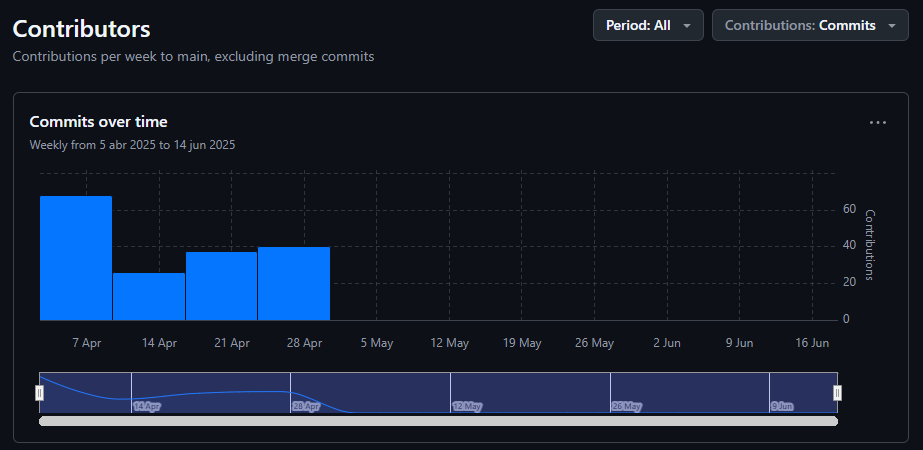 Contributors
Period: All
Contributions: Commits
Contributions per week to main, excluding merge commits
Commits over time
Weekly from 5 abr 2025 to 14 jun 2025
60
40
20
0
Contributions
7 Apr 14 Apr 21 Apr 28 Apr 5 May 12 May 19 May 26 May 2 Jun 9 Jun 16 Jun
14 Apr 28 Apr 12 May 26 May 9 Jun